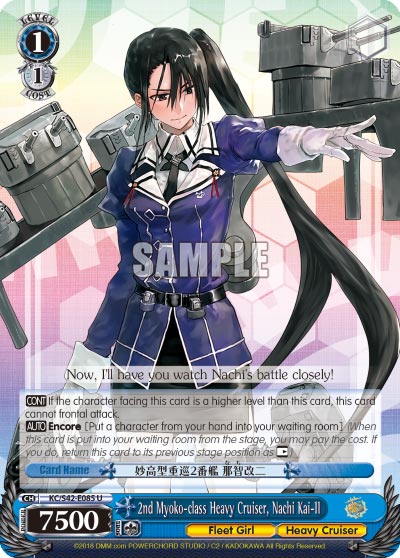 LEVEL
1
1
COST
SAMPLE
Now, I'll have you watch Nachi's battle closely!
CONT If the character facing this card is a higher level than this card, this card
cannot frontal attack.
AUTO Encore [Put a character from your hand into your waiting room] (When
this card is put into your waiting room from the stage, you may pay the cost. If
you do, return this card to its previous stage position as REST)
Card Name 妙高型重巡2番艦 那智改二
CH KC/S42-E085 U
2nd Myoko-class Heavy Cruiser, Nachi Kai-II
POWER 7500
Fleet Girl Heavy Cruiser
©2018 DMM.com POWERCHORD STUDIO / C2 / KADOKAWA All Rights Reserved.